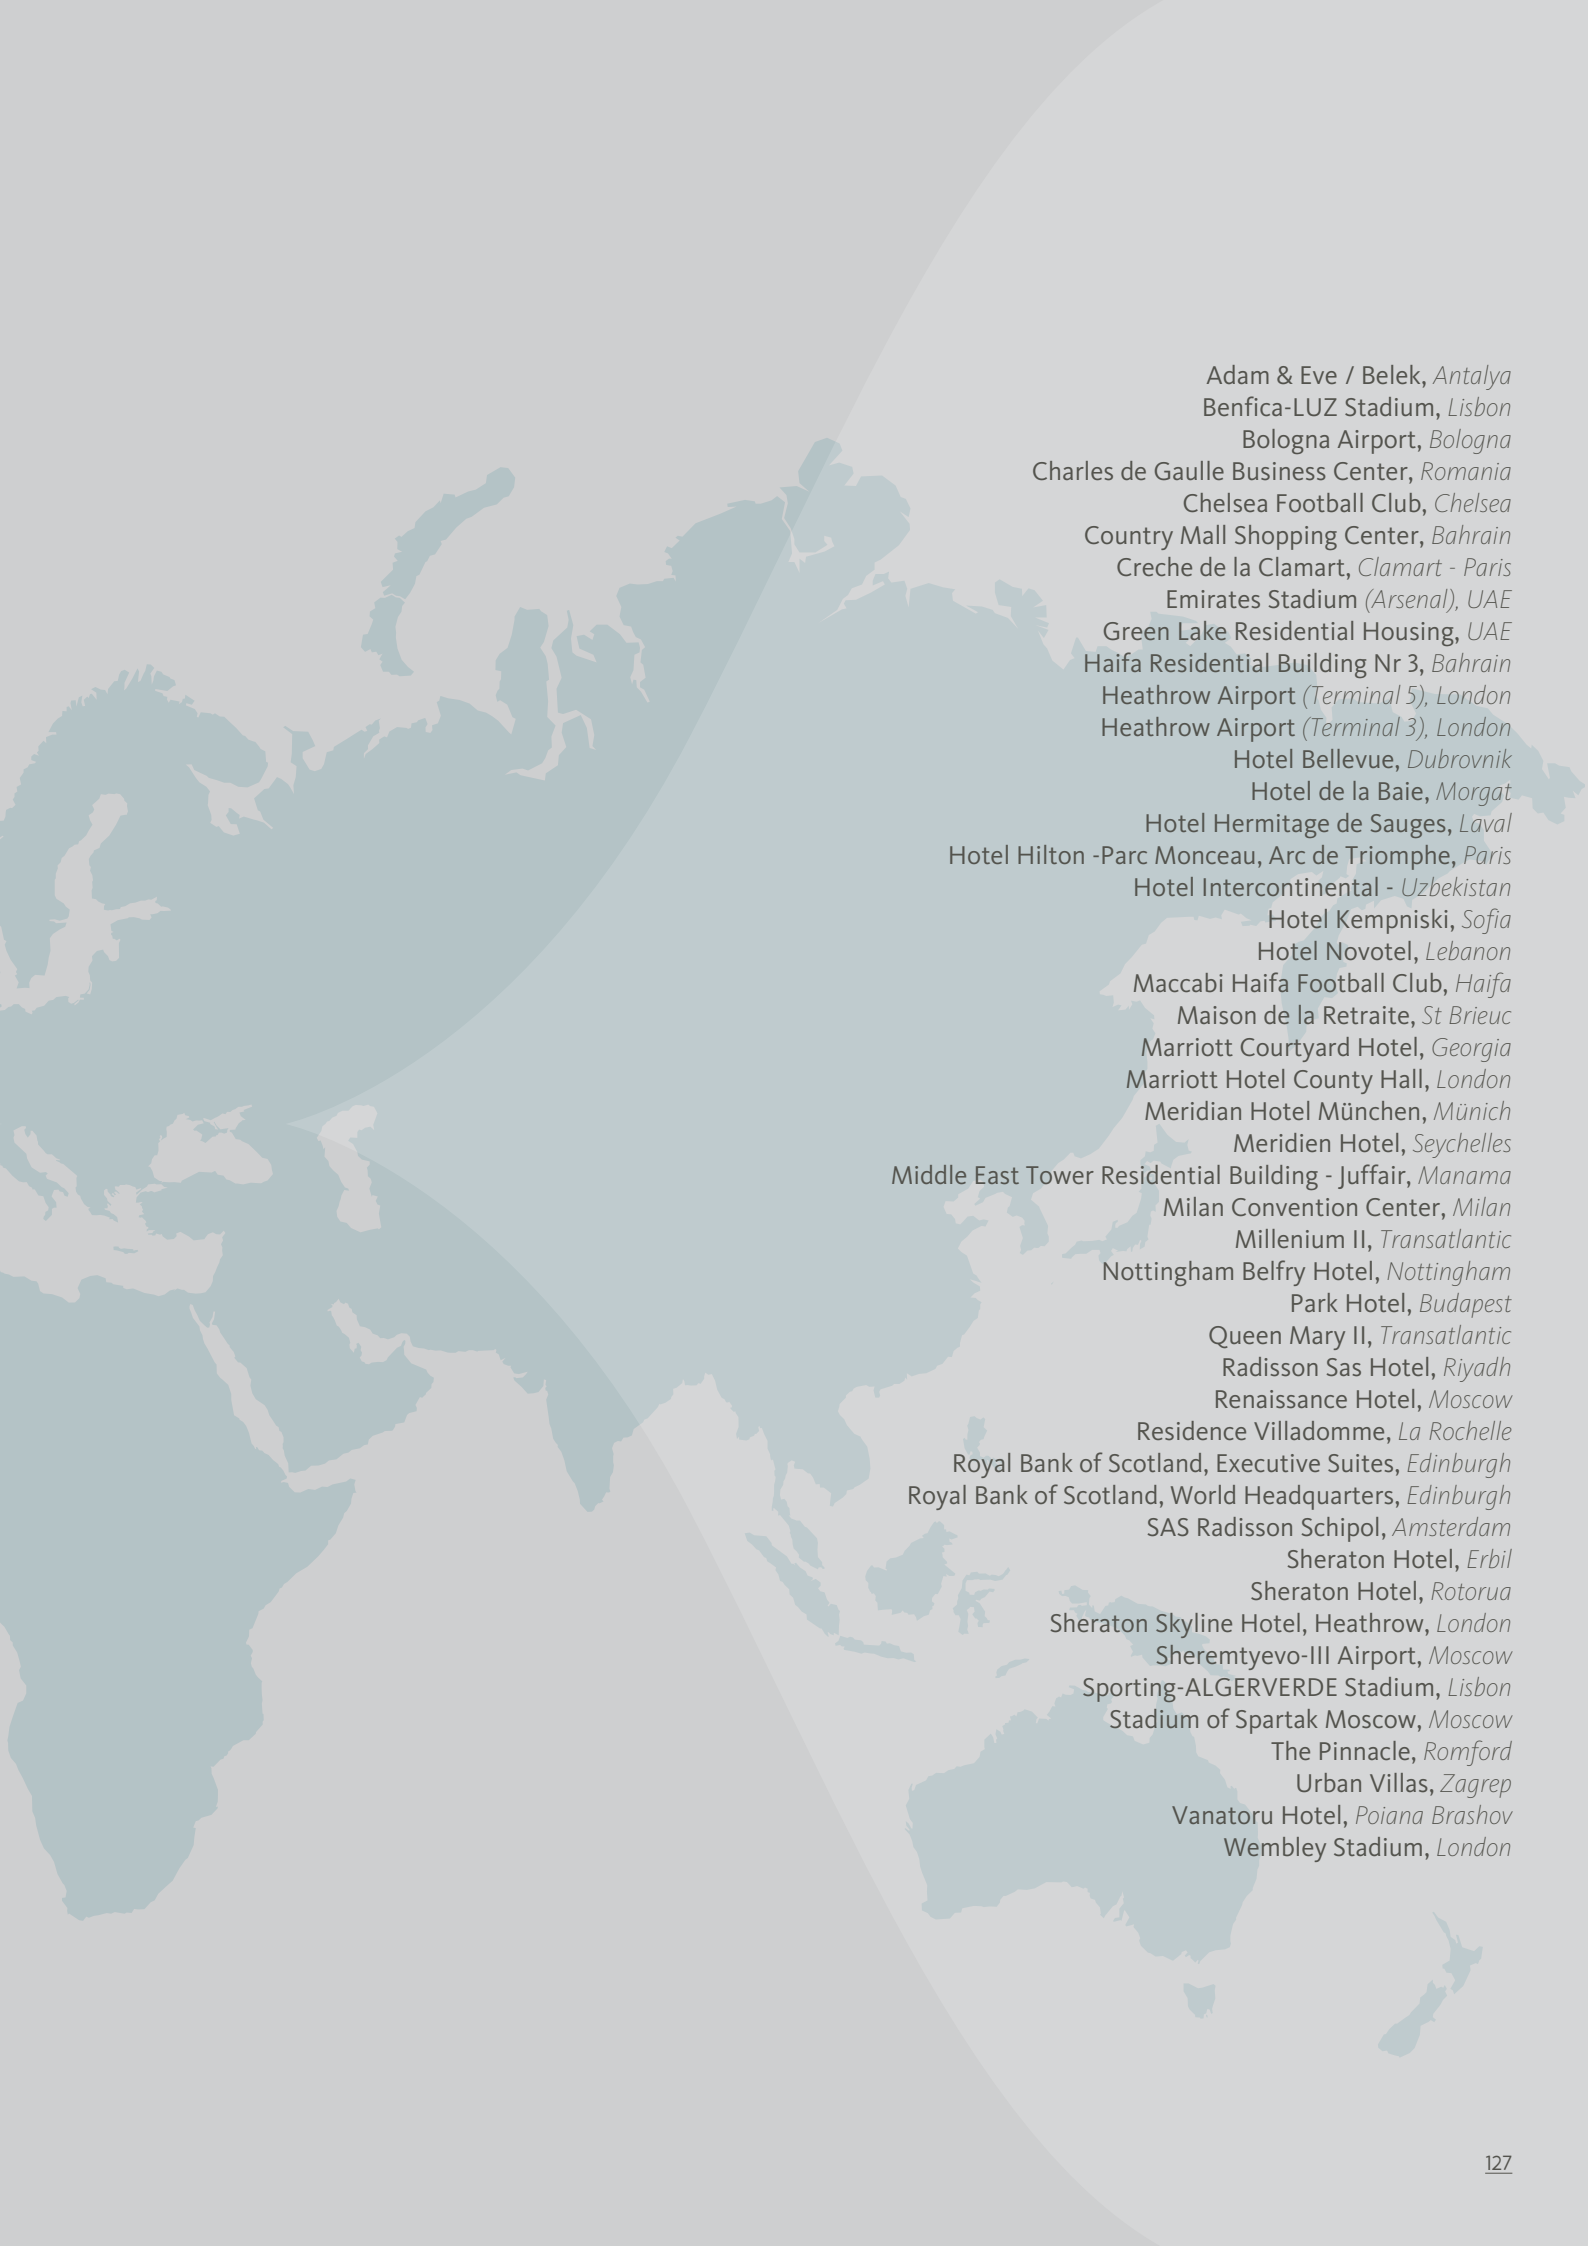 Adam & Eve / Belek, Antalya
Benfica-LUZ Stadium, Lisbon
Bologna Airport, Bologna
Charles de Gaulle Business Center, Romania
Chelsea Football Club, Chelsea
Country Mall Shopping Center, Bahrain
Creche de la Clamart, Clamart - Paris
Emirates Stadium (Arsenal), UAE
Green Lake Residential Housing, UAE
Haifa Residential Building Nr 3, Bahrain
Heathrow Airport (Terminal 5), London
Heathrow Airport (Terminal 3), London
Hotel Bellevue, Dubrovnik
Hotel de la Baie, Morgat
Hotel Hermitage de Sauges, Laval
Hotel Hilton -Parc Monceau, Arc de Triomphe, Paris
Hotel Intercontinental - Uzbekistan
Hotel Kempniski, Sofia
Hotel Novotel, Lebanon
Maccabi Haifa Football Club, Haifa
Maison de la Retraite, St Brieuc
Marriott Courtyard Hotel, Georgia
Marriott Hotel County Hall, London
Meridian Hotel München, Münich
Meridien Hotel, Seychelles
Middle East Tower Residential Building - Juffair, Manama
Milan Convention Center, Milan
Millenium II, Transatlantic
Nottingham Belfry Hotel, Nottingham
Park Hotel, Budapest
Queen Mary II, Transatlantic
Radisson Sas Hotel, Riyadh
Renaissance Hotel, Moscow
Residence Villadomme, La Rochelle
Royal Bank of Scotland, Executive Suites, Edinburgh
Royal Bank of Scotland, World Headquarters, Edinburgh
SAS Radisson Schipol, Amsterdam
Sheraton Hotel, Erbil
Sheraton Hotel, Rotorua
Sheraton Skyline Hotel, Heathrow, London
Sheremtyevo-III Airport, Moscow
Sporting-ALGERVERDE Stadium, Lisbon
Stadium of Spartak Moscow, Moscow
The Pinnacle, Romford
Urban Villas, Zagrep
Vanatoru Hotel, Poiana Brashov
Wembley Stadium, London
127